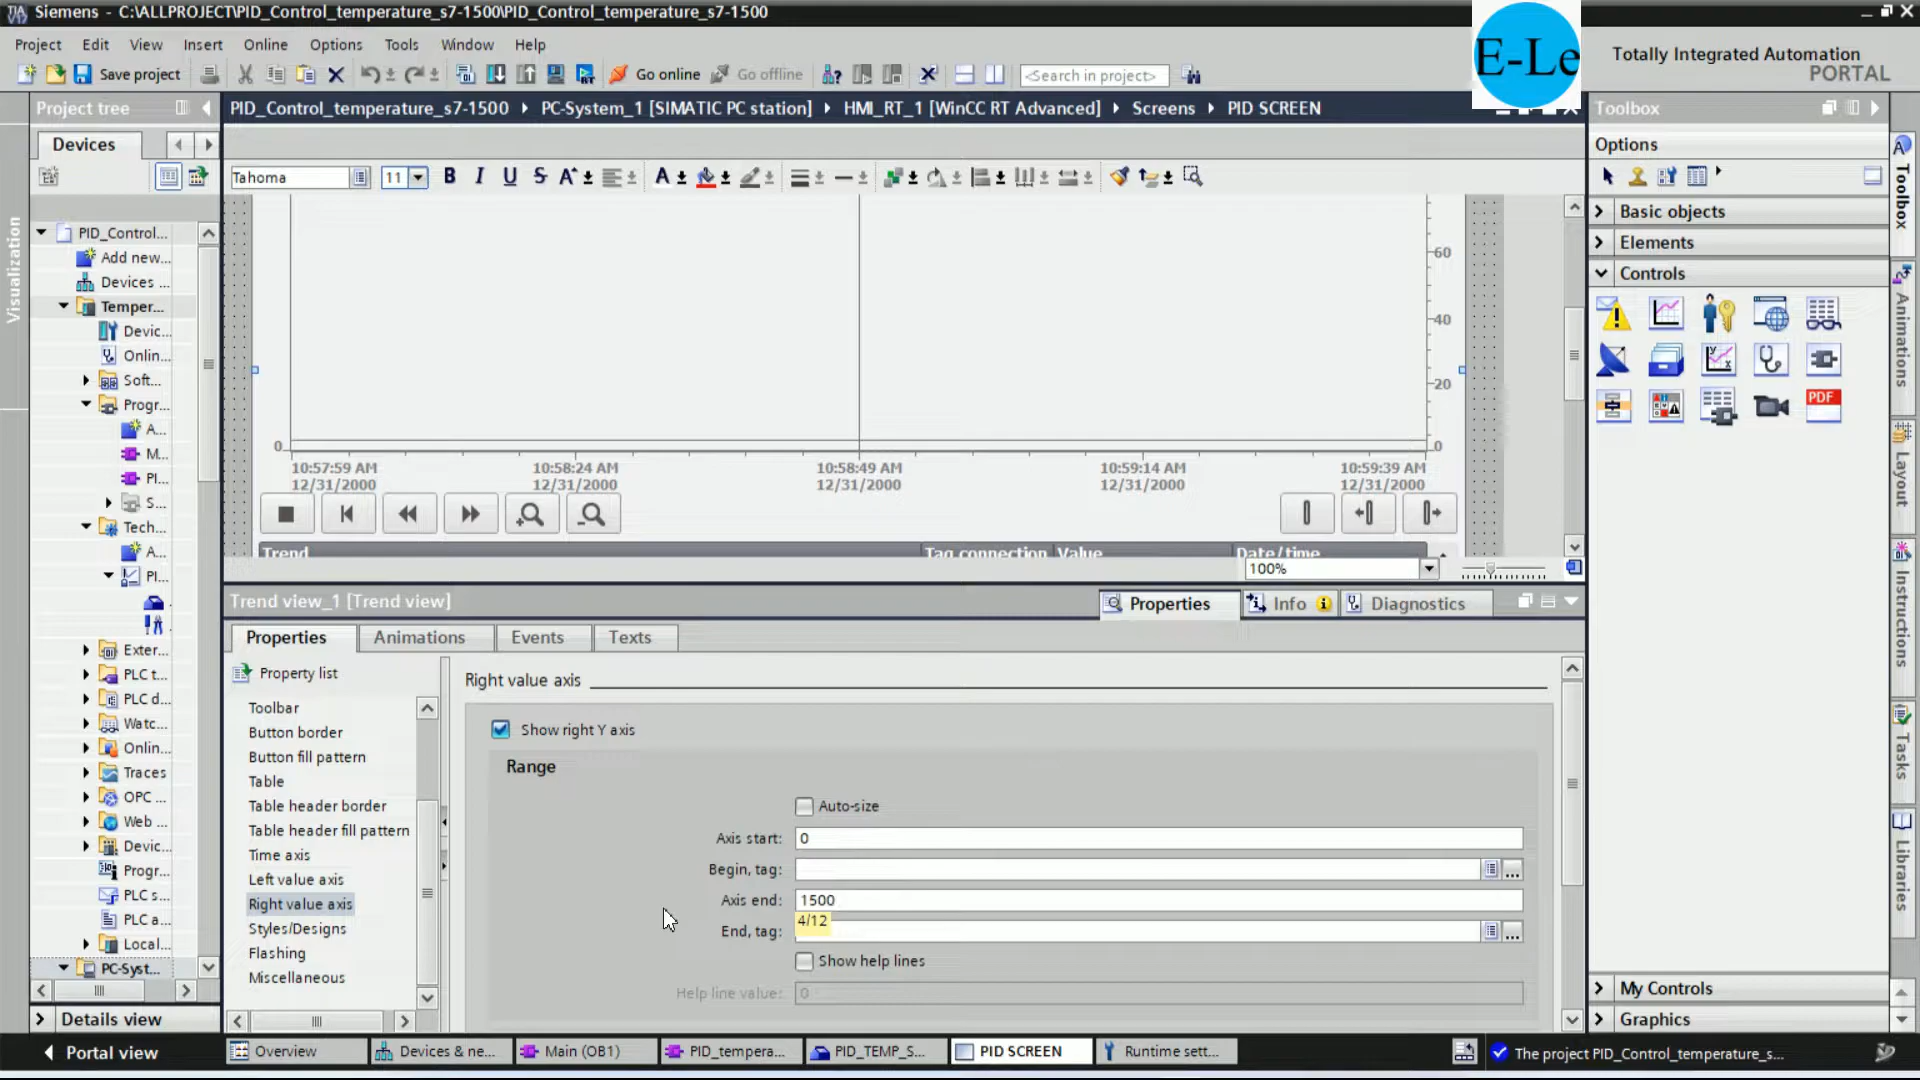 Siemens - C:\ALLPROJECT\PID_Control_temperature_s7-1500\PID_Control_temperature_s7-1500
Project Edit View Insert Online Options Tools Window Help
E-Le
Totally Integrated Automation
PORTAL
Save project
Go online
Go offline
<Search in project>
Project tree
PID_Control_temperature_s7-1500 PC-System_1 [SIMATIC PC station] HMI_RT_1 [WinCC RT Advanced] Screens PID SCREEN
Toolbox
Devices
Options
Tahoma
11
B I U S A
A
Visualization
PID_Control...
Add new...
Devices ...
Temper...
Devic...
Onlin...
Soft...
Progr...
A...
M...
PI...
S...
Tech...
A...
PI...
Exter...
PLC t...
PLC d...
Watc...
Onlin...
Traces
OPC ...
Web ...
Devic...
Progr...
PLC s...
PLC a...
Local...
PC-Syst...
Details view
60
40
20
0
0
10:57:59 AM 10:58:24 AM 10:58:49 AM 10:59:14 AM 10:59:39 AM
12/31/2000 12/31/2000 12/31/2000 12/31/2000 12/31/2000
Trend Tag connection Value Date/time
100%
Trend view_1 [Trend view]
Properties Info Diagnostics
Properties Animations Events Texts
Property list
Toolbar
Button border
Button fill pattern
Table
Table header border
Table header fill pattern
Time axis
Left value axis
Right value axis
Styles/Designs
Flashing
Miscellaneous
Right value axis
Show right Y axis
Range
Auto-size
Axis start: 0
Begin, tag:
Axis end: 1500
4/12
End, tag:
Show help lines
Help line value: 0
Basic objects
Elements
Controls
PDF
My Controls
Graphics
Toolbox
Animations
Layout
Instructions
Tasks
Libraries
Portal view
Overview
Devices & ne...
Main (OB1)
PID_tempera...
PID_TEMP_S...
PID SCREEN
Runtime sett...
The project PID_Control_temperature_s...